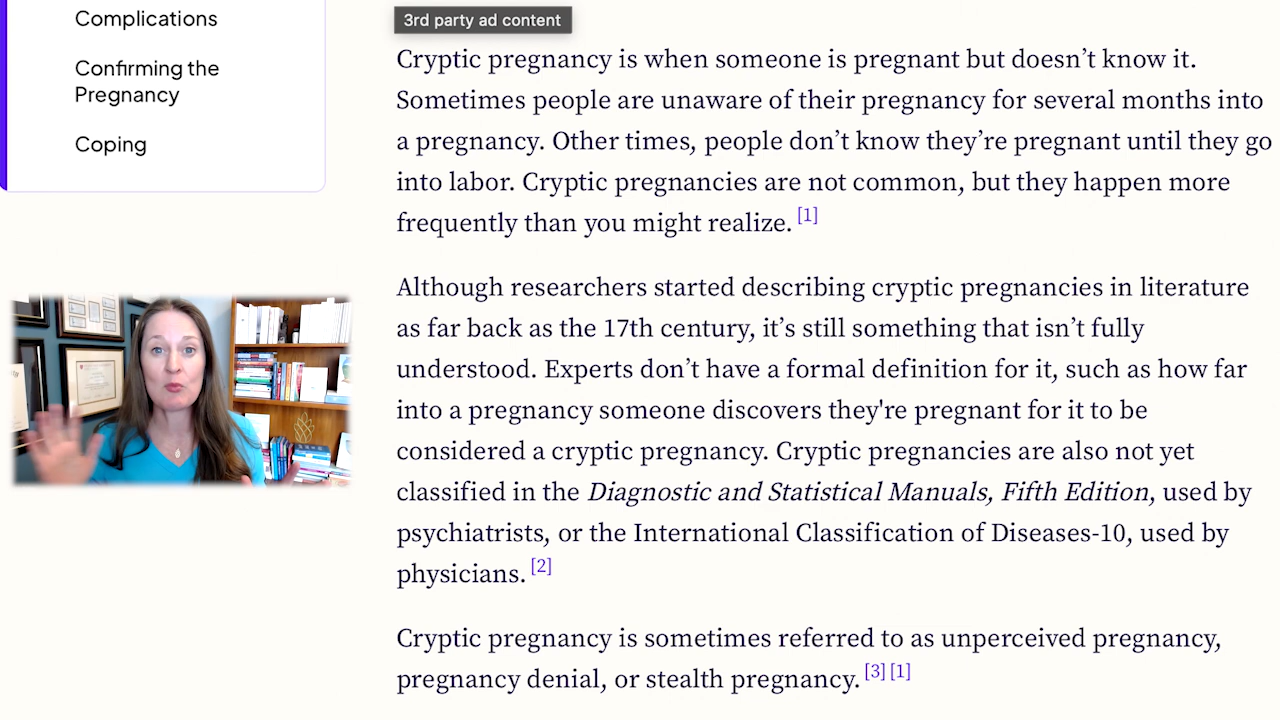 Complications
Confirming the
Pregnancy
Coping
3rd party ad content
Cryptic pregnancy is when someone is pregnant but doesn’t know it.
Sometimes people are unaware of their pregnancy for several months into
a pregnancy. Other times, people don’t know they’re pregnant until they go
into labor. Cryptic pregnancies are not common, but they happen more
frequently than you might realize. [1]
Although researchers started describing cryptic pregnancies in literature
as far back as the 17th century, it’s still something that isn’t fully
understood. Experts don’t have a formal definition for it, such as how far
into a pregnancy someone discovers they're pregnant for it to be
considered a cryptic pregnancy. Cryptic pregnancies are also not yet
classified in the Diagnostic and Statistical Manuals, Fifth Edition, used by
psychiatrists, or the International Classification of Diseases-10, used by
physicians. [2]
Cryptic pregnancy is sometimes referred to as unperceived pregnancy,
pregnancy denial, or stealth pregnancy. [3] [1]